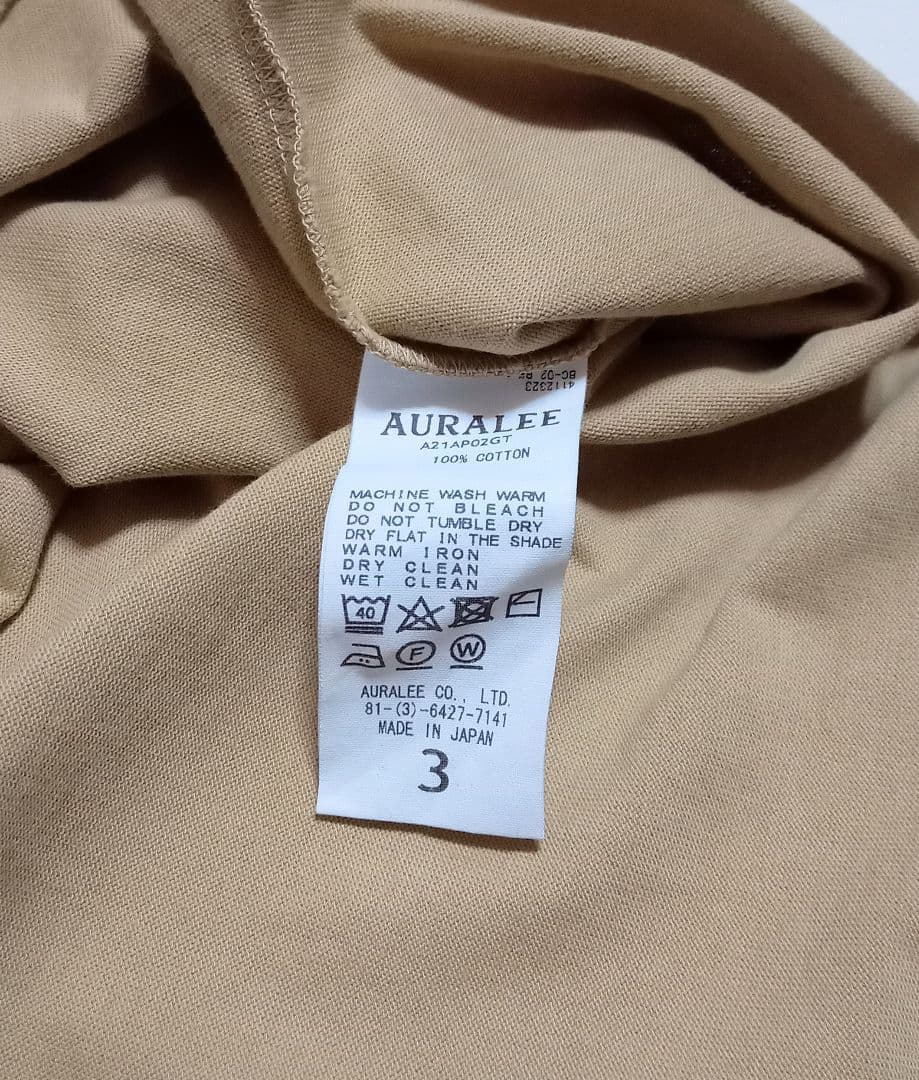 4112323
AURALEE
A21AP02GT
100% COTTON
MACHINE WASH WARM
DO NOT BLEACH
DO NOT TUMBLE DRY
DRY FLAT IN THE SHADE
WARM IRON
DRY CLEAN
WET CLEAN
40
F W
AURALEE CO., LTD.
81-(3)-6427-7141
MADE IN JAPAN
3